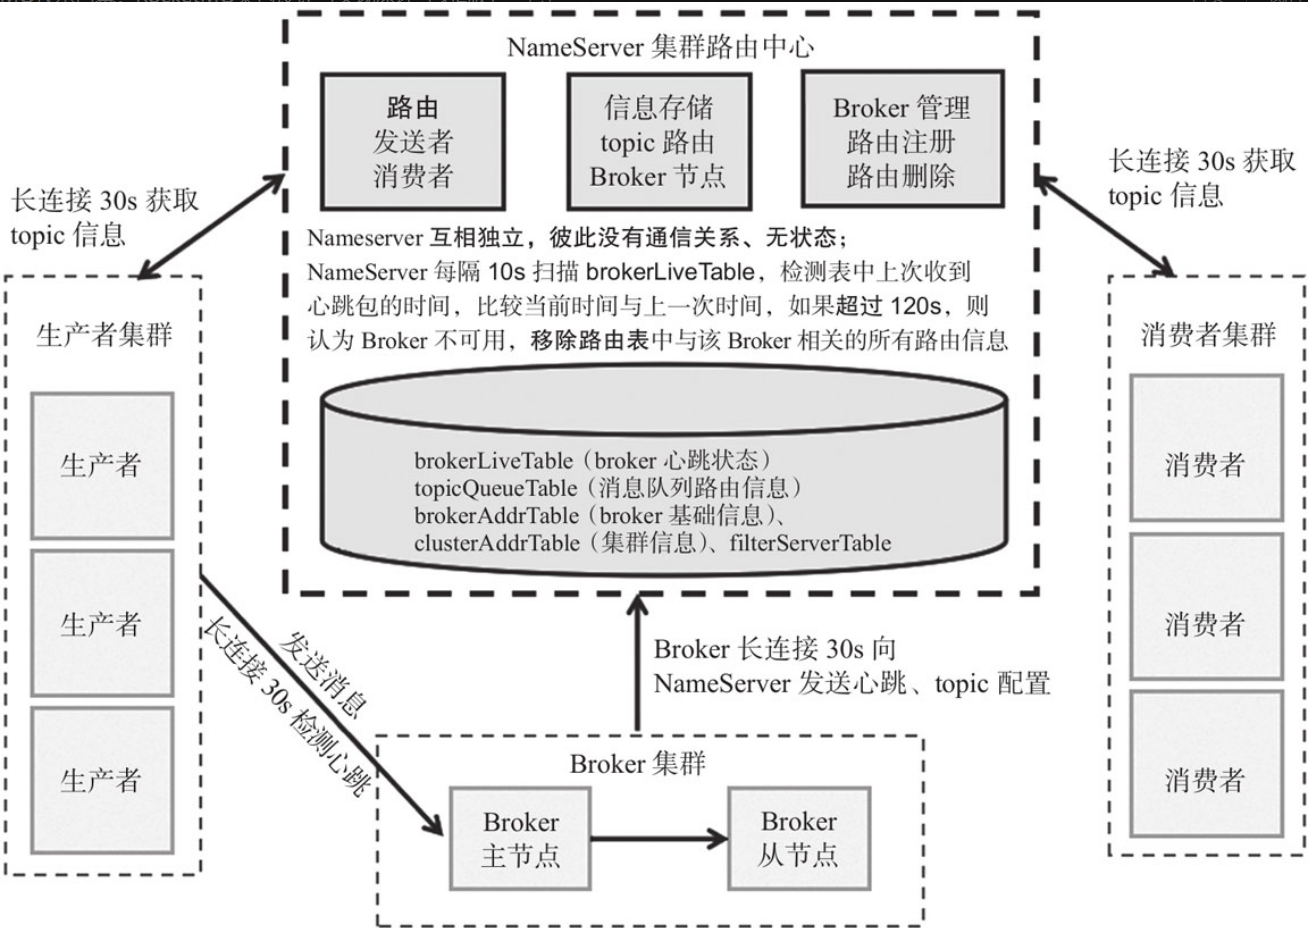 NameServer 集群路由中心
路由
发送者
消费者
信息存储
topic 路由
Broker 节点
Broker 管理
路由注册
路由删除
长连接 30s 获取
topic 信息
长连接 30s 获取
topic 信息
Nameserver 互相独立，彼此没有通信关系、无状态；
NameServer 每隔 10s 扫描 brokerLiveTable，检测表中上次收到
心跳包的时间，比较当前时间与上一次时间，如果超过 120s，则
认为 Broker 不可用，移除路由表中与该 Broker 相关的所有路由信息
brokerLiveTable（broker 心跳状态）
topicQueueTable（消息队列路由信息）
brokerAddrTable（broker 基础信息）、
clusterAddrTable（集群信息）、filterServerTable
生产者集群
生产者
生产者
生产者
消费者集群
消费者
消费者
消费者
发送消息
长连接 30s 检测心跳
Broker 长连接 30s 向
NameServer 发送心跳、topic 配置
Broker 集群
Broker
主节点
Broker
从节点